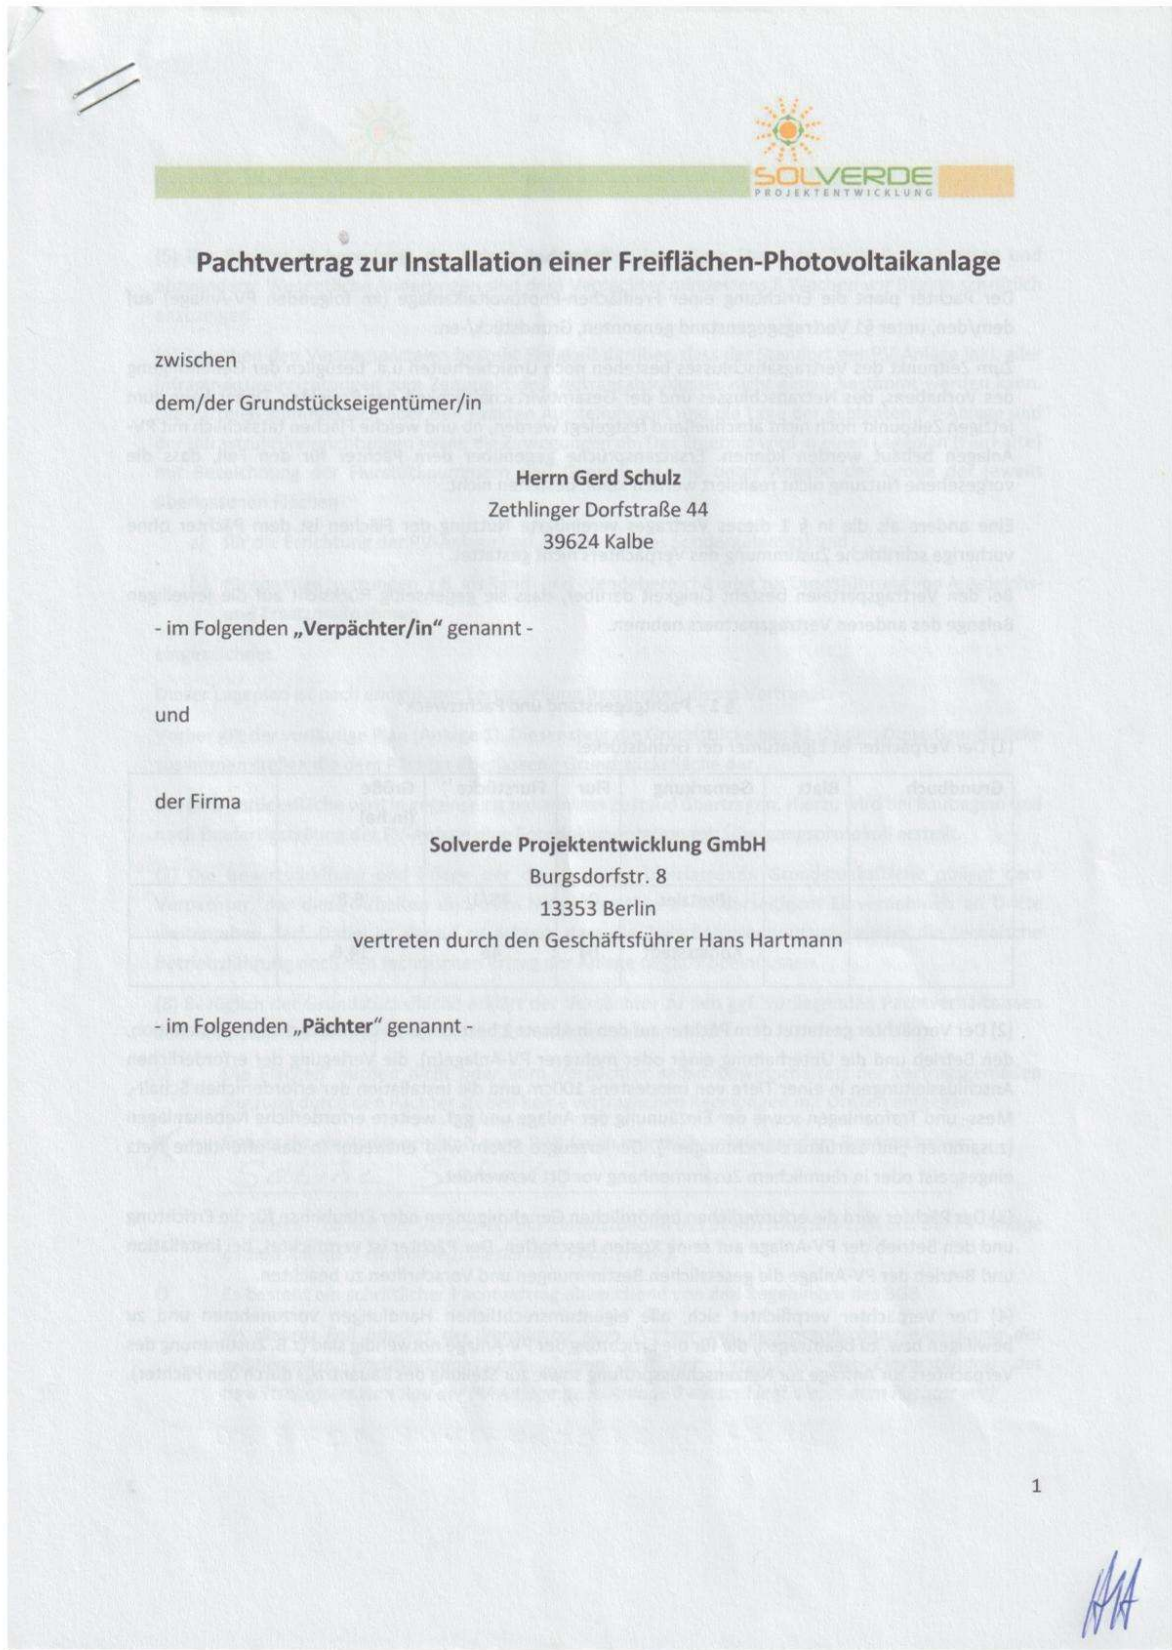 SOLVERDE
PROJEKTENTWICKLUNG
Pachtvertrag zur Installation einer Freiflächen-Photovoltaikanlage
zwischen
dem/der Grundstückseigentümer/in
Herrn Gerd Schulz
Zethlinger Dorfstraße 44
39624 Kalbe
- im Folgenden „Verpächter/in“ genannt -
und
der Firma
Solverde Projektentwicklung GmbH
Burgsdorfstr. 8
13353 Berlin
vertreten durch den Geschäftsführer Hans Hartmann
- im Folgenden „Pächter“ genannt -
1